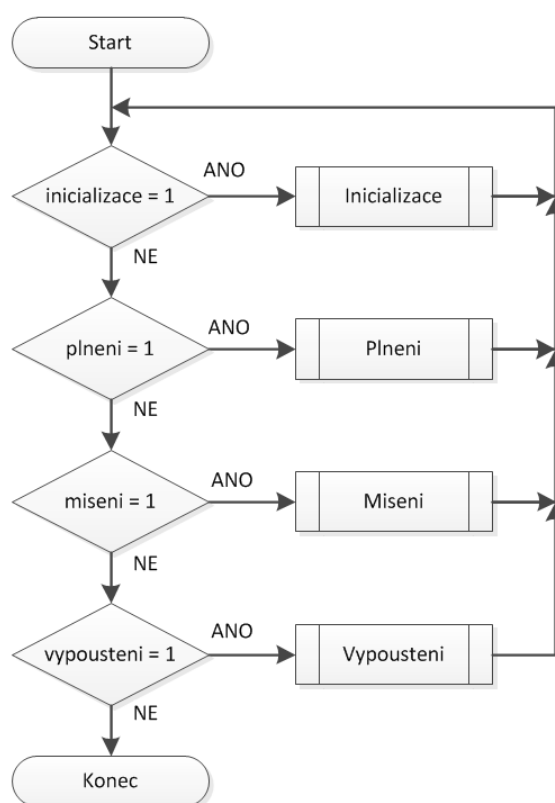 Start
inicializace = 1
ANO
Inicializace
NE
plneni = 1
ANO
Plneni
NE
miseni = 1
ANO
Miseni
NE
vypousteni = 1
ANO
Vypousteni
NE
Konec